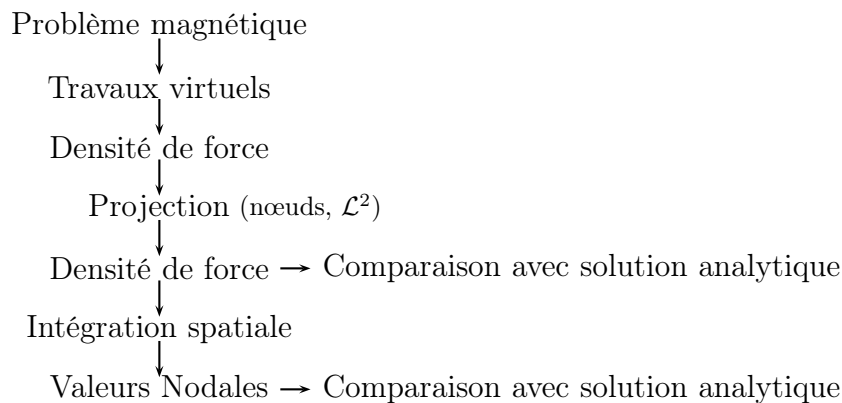 Problème magnétique
Travaux virtuels
Densité de force
Projection (nœuds, ℒ²)
Densité de force → Comparaison avec solution analytique
Intégration spatiale
Valeurs Nodales → Comparaison avec solution analytique